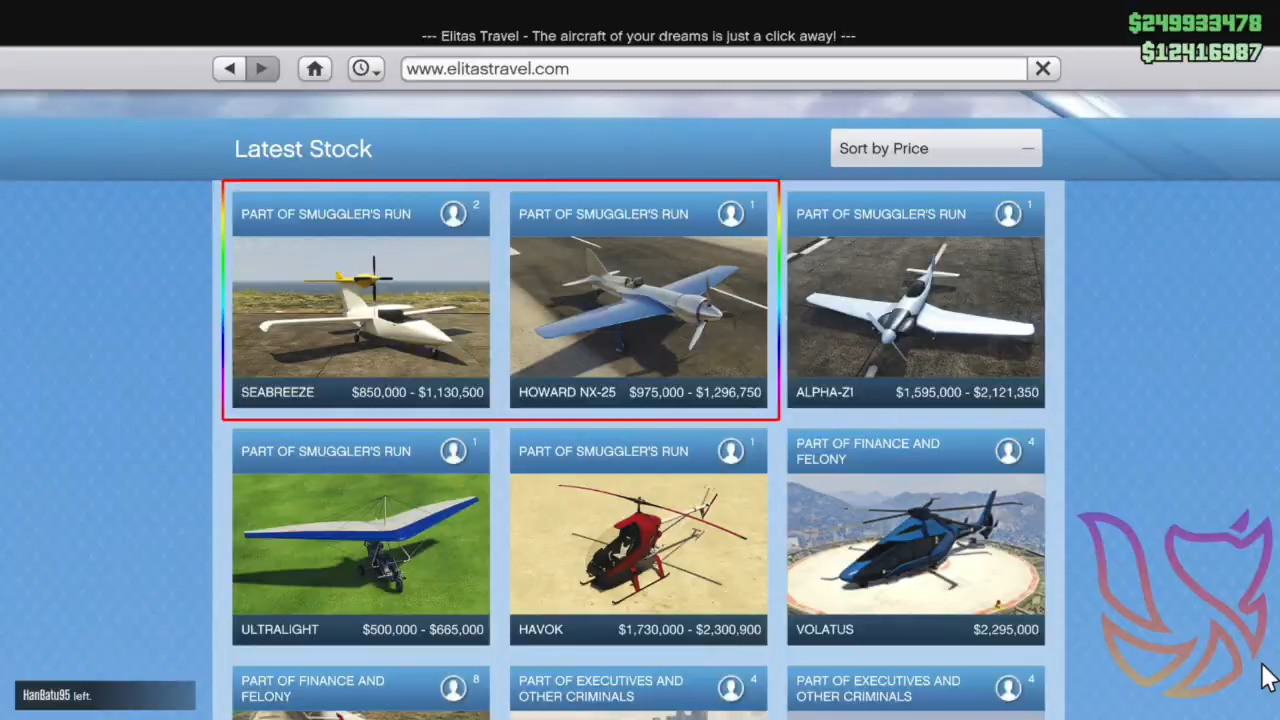 $249933478
--- Elitas Travel - The aircraft of your dreams is just a click away! ---
$12416987
www.elitastravel.com
Latest Stock
Sort by Price
PART OF SMUGGLER'S RUN 2
PART OF SMUGGLER'S RUN 1
PART OF SMUGGLER'S RUN 1
SEABREEZE $850,000 - $1,130,500
HOWARD NX-25 $975,000 - $1,296,750
ALPHA-Z1 $1,595,000 - $2,121,350
PART OF SMUGGLER'S RUN 1
PART OF SMUGGLER'S RUN 1
PART OF FINANCE AND
FELONY 4
ULTRALIGHT $500,000 - $665,000
HAVOK $1,730,000 - $2,300,900
VOLATUS $2,295,000
PART OF FINANCE AND
FELONY 8
PART OF EXECUTIVES AND
OTHER CRIMINALS 4
PART OF EXECUTIVES AND
OTHER CRIMINALS 4
HanBatu95 left.